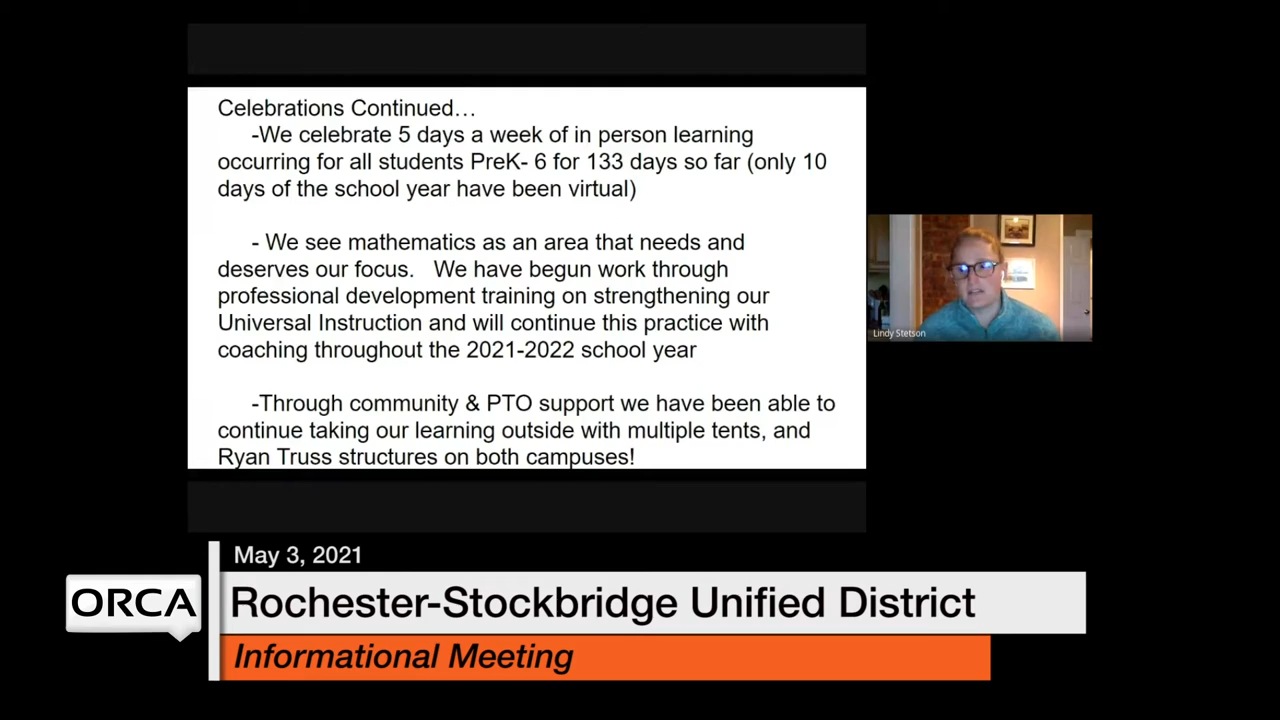 Celebrations Continued…
-We celebrate 5 days a week of in person learning
occurring for all students PreK- 6 for 133 days so far (only 10
days of the school year have been virtual)
- We see mathematics as an area that needs and
deserves our focus. We have begun work through
professional development training on strengthening our
Universal Instruction and will continue this practice with
coaching throughout the 2021-2022 school year
-Through community & PTO support we have been able to
continue taking our learning outside with multiple tents, and
Ryan Truss structures on both campuses!
Lindy Stetson
May 3, 2021
ORCA
Rochester-Stockbridge Unified District
Informational Meeting